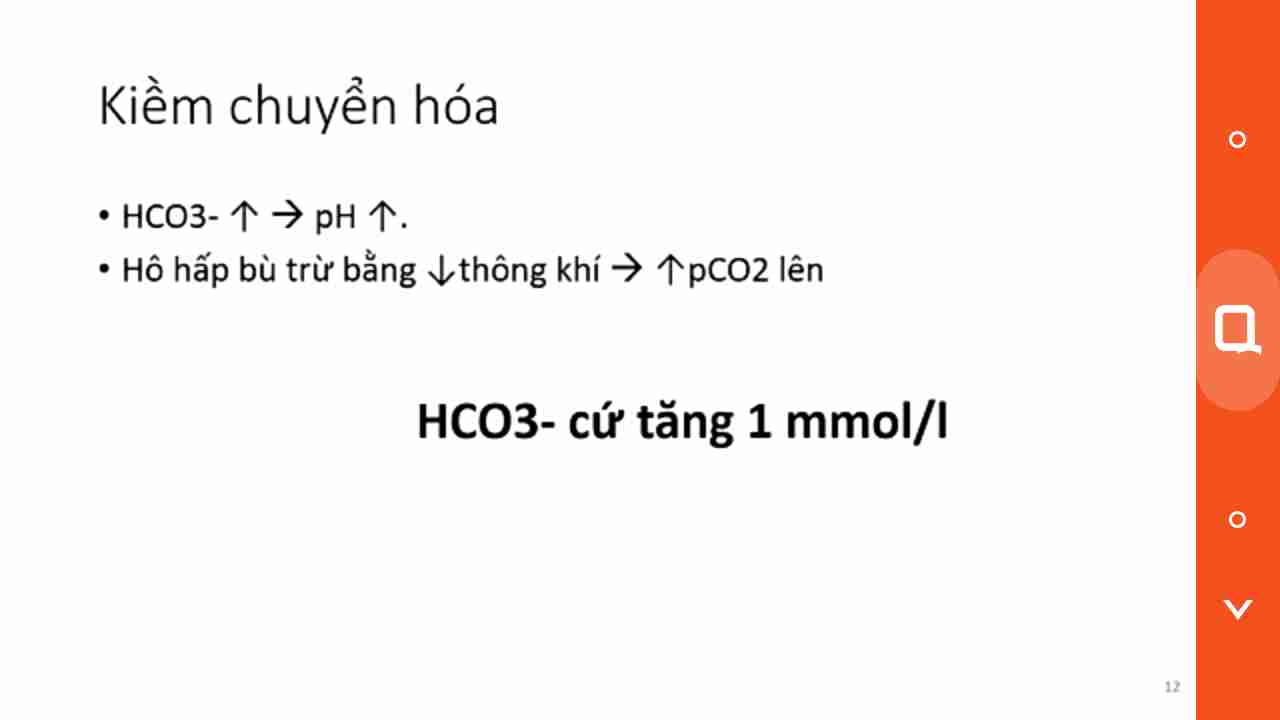 Kiềm chuyển hóa
• HCO3- ↑ → pH ↑.
• Hô hấp bù trừ bằng ↓thông khí → ↑pCO2 lên
HCO3- cứ tăng 1 mmol/l
12